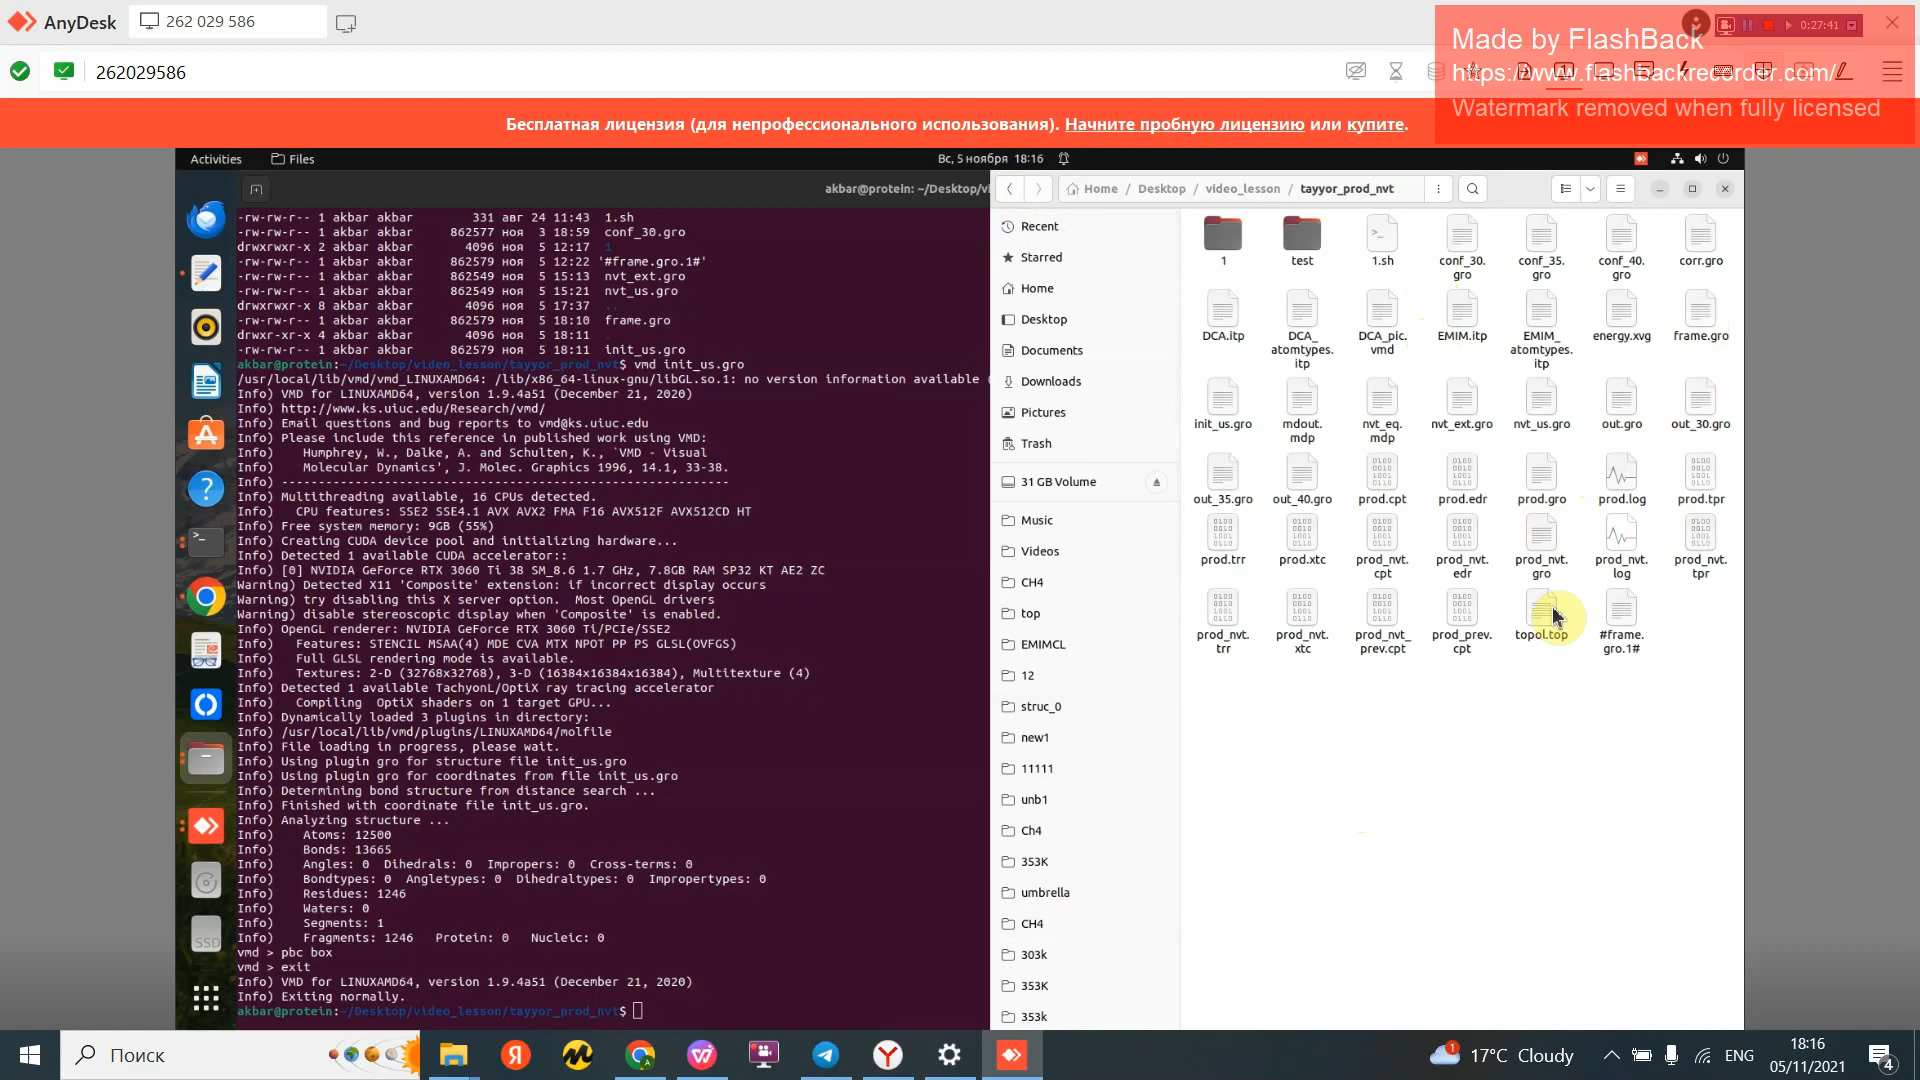 AnyDesk
262 029 586
0:27:41
Made by FlashBack
https://www.flashbackrecorder.com/
Watermark removed when fully licensed
262029586
Бесплатная лицензия (для непрофессионального использования). Начните пробную лицензию или купите.
Activities
Files
Вс, 5 ноября 18:16
akbar@protein: ~/Desktop/vi
-rw-rw-r-- 1 akbar akbar 331 авг 24 11:43 1.sh
-rw-rw-r-- 1 akbar akbar 862577 ноя 3 18:59 conf_30.gro
drwxrwxr-x 2 akbar akbar 4096 ноя 5 12:17 1
-rw-rw-r-- 1 akbar akbar 862579 ноя 5 12:22 '#frame.gro.1#'
-rw-rw-r-- 1 akbar akbar 862549 ноя 5 15:13 nvt_ext.gro
-rw-rw-r-- 1 akbar akbar 862549 ноя 5 15:21 nvt_us.gro
drwxrwxr-x 8 akbar akbar 4096 ноя 5 17:37 ..
-rw-rw-r-- 1 akbar akbar 862579 ноя 5 18:10 frame.gro
drwxr-xr-x 4 akbar akbar 4096 ноя 5 18:11 .
-rw-rw-r-- 1 akbar akbar 862579 ноя 5 18:11 init_us.gro
akbar@protein:~/Desktop/video_lesson/tayyor_prod_nvt$ vmd init_us.gro
/usr/local/lib/vmd/vmd_LINUXAMD64: /lib/x86_64-linux-gnu/libGL.so.1: no version information available (
Info) VMD for LINUXAMD64, version 1.9.4a51 (December 21, 2020)
Info) http://www.ks.uiuc.edu/Research/vmd/
Info) Email questions and bug reports to vmd@ks.uiuc.edu
Info) Please include this reference in published work using VMD:
Info) Humphrey, W., Dalke, A. and Schulten, K., `VMD - Visual
Info) Molecular Dynamics', J. Molec. Graphics 1996, 14.1, 33-38.
Info) -------------------------------------------------------------
Info) Multithreading available, 16 CPUs detected.
Info) CPU features: SSE2 SSE4.1 AVX AVX2 FMA F16 AVX512F AVX512CD HT
Info) Free system memory: 9GB (55%)
Info) Creating CUDA device pool and initializing hardware...
Info) Detected 1 available CUDA accelerator::
Info) [0] NVIDIA GeForce RTX 3060 Ti 38 SM_8.6 1.7 GHz, 7.8GB RAM SP32 KT AE2 ZC
Warning) Detected X11 'Composite' extension: if incorrect display occurs
Warning) try disabling this X server option. Most OpenGL drivers
Warning) disable stereoscopic display when 'Composite' is enabled.
Info) OpenGL renderer: NVIDIA GeForce RTX 3060 Ti/PCIe/SSE2
Info) Features: STENCIL MSAA(4) MDE CVA MTX NPOT PP PS GLSL(OVFGS)
Info) Full GLSL rendering mode is available.
Info) Textures: 2-D (32768x32768), 3-D (16384x16384x16384), Multitexture (4)
Info) Detected 1 available TachyonL/OptiX ray tracing accelerator
Info) Compiling OptiX shaders on 1 target GPU...
Info) Dynamically loaded 3 plugins in directory:
Info) /usr/local/lib/vmd/plugins/LINUXAMD64/molfile
Info) File loading in progress, please wait.
Info) Using plugin gro for structure file init_us.gro
Info) Using plugin gro for coordinates from file init_us.gro
Info) Determining bond structure from distance search ...
Info) Finished with coordinate file init_us.gro.
Info) Analyzing structure ...
Info) Atoms: 12500
Info) Bonds: 13665
Info) Angles: 0 Dihedrals: 0 Impropers: 0 Cross-terms: 0
Info) Bondtypes: 0 Angletypes: 0 Dihedraltypes: 0 Impropertypes: 0
Info) Residues: 1246
Info) Waters: 0
Info) Segments: 1
Info) Fragments: 1246 Protein: 0 Nucleic: 0
vmd > pbc box
vmd > exit
Info) VMD for LINUXAMD64, version 1.9.4a51 (December 21, 2020)
Info) Exiting normally.
akbar@protein:~/Desktop/video_lesson/tayyor_prod_nvt$
Home / Desktop / video_lesson / tayyor_prod_nvt
Recent
Starred
Home
Desktop
Documents
Downloads
Pictures
Trash
31 GB Volume
Music
Videos
CH4
top
EMIMCL
12
struc_0
new1
11111
unb1
Ch4
353K
umbrella
CH4
303k
353K
353k
1
test
1.sh
conf_30.
gro
conf_35.
gro
conf_40.
gro
corr.gro
DCA.itp
DCA_
atomtypes.
itp
DCA_pic.
vmd
EMIM.itp
EMIM_
atomtypes.
itp
energy.xvg
frame.gro
init_us.gro
mdout.
mdp
nvt_eq.
mdp
nvt_ext.gro
nvt_us.gro
out.gro
out_30.gro
out_35.gro
out_40.gro
prod.cpt
prod.edr
prod.gro
prod.log
prod.tpr
prod.trr
prod.xtc
prod_nvt.
cpt
prod_nvt.
edr
prod_nvt.
gro
prod_nvt.
log
prod_nvt.
tpr
prod_nvt.
trr
prod_nvt.
xtc
prod_nvt_
prev.cpt
prod_prev.
cpt
topol.top
#frame.
gro.1#
SSD
Поиск
17°C Cloudy
ENG
18:16
05/11/2021
4